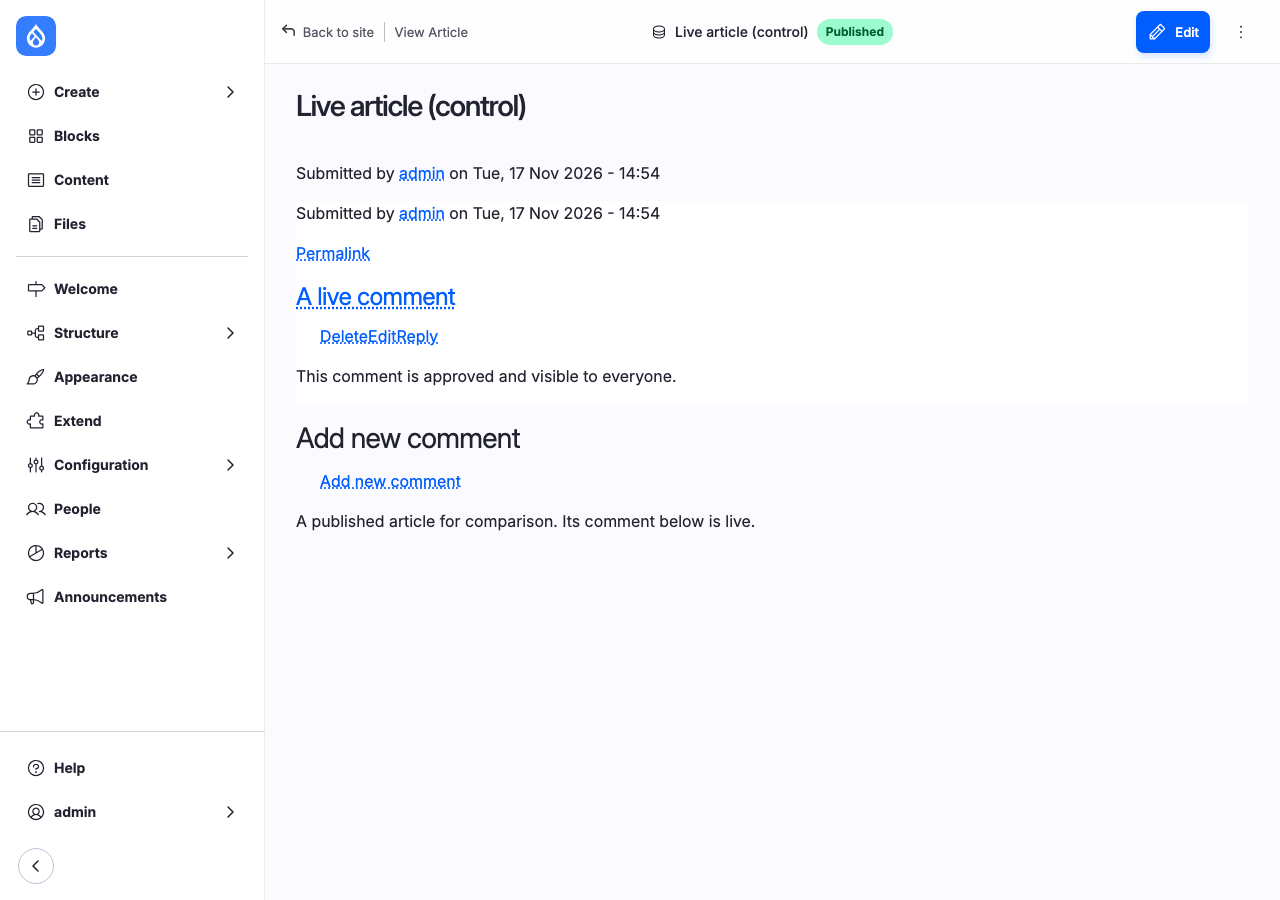 Create
Blocks
Content
Files
Welcome
Structure
Appearance
Extend
Configuration
People
Reports
Announcements
Help
admin
Back to site
View Article
Live article (control)
Published
Edit
Live article (control)
Submitted by admin on Tue, 17 Nov 2026 - 14:54
Submitted by admin on Tue, 17 Nov 2026 - 14:54
Permalink
A live comment
DeleteEditReply
This comment is approved and visible to everyone.
Add new comment
Add new comment
A published article for comparison. Its comment below is live.